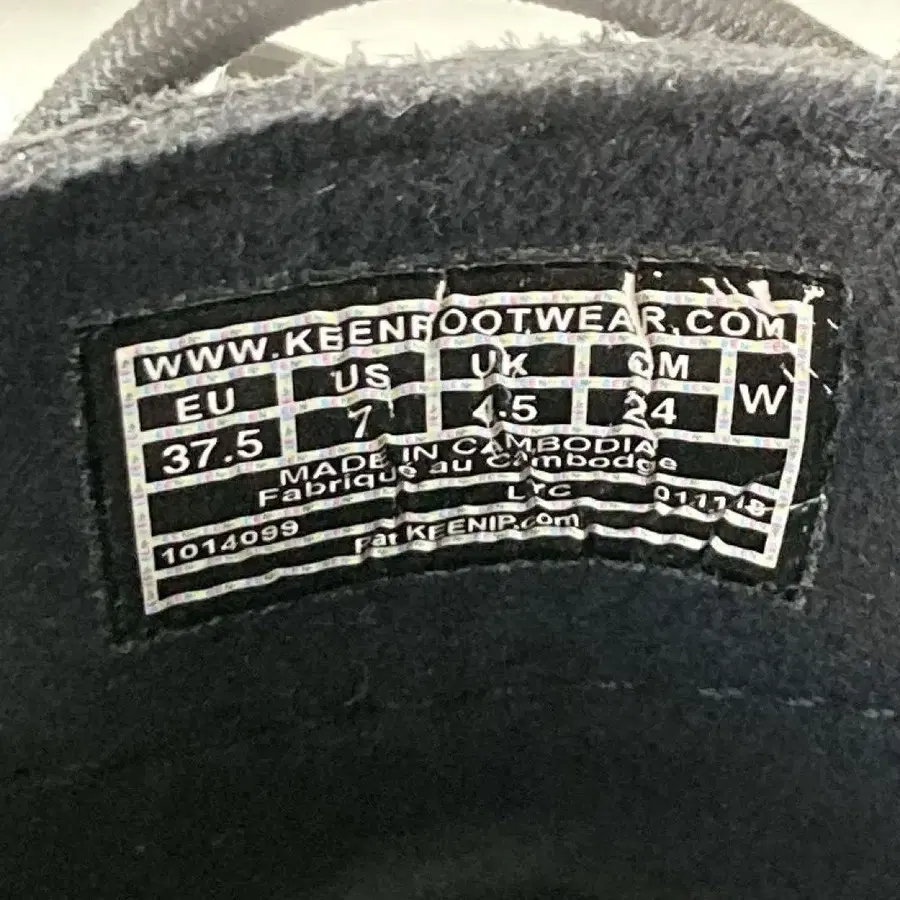 WWW.KEENFOOTWEAR.COM
EU US UK CM W
37.5 7 4.5 24
MADE IN CAMBODIA
Fabriqué au Cambodge
1014099 LYC 011118
Pat KEENIP.com